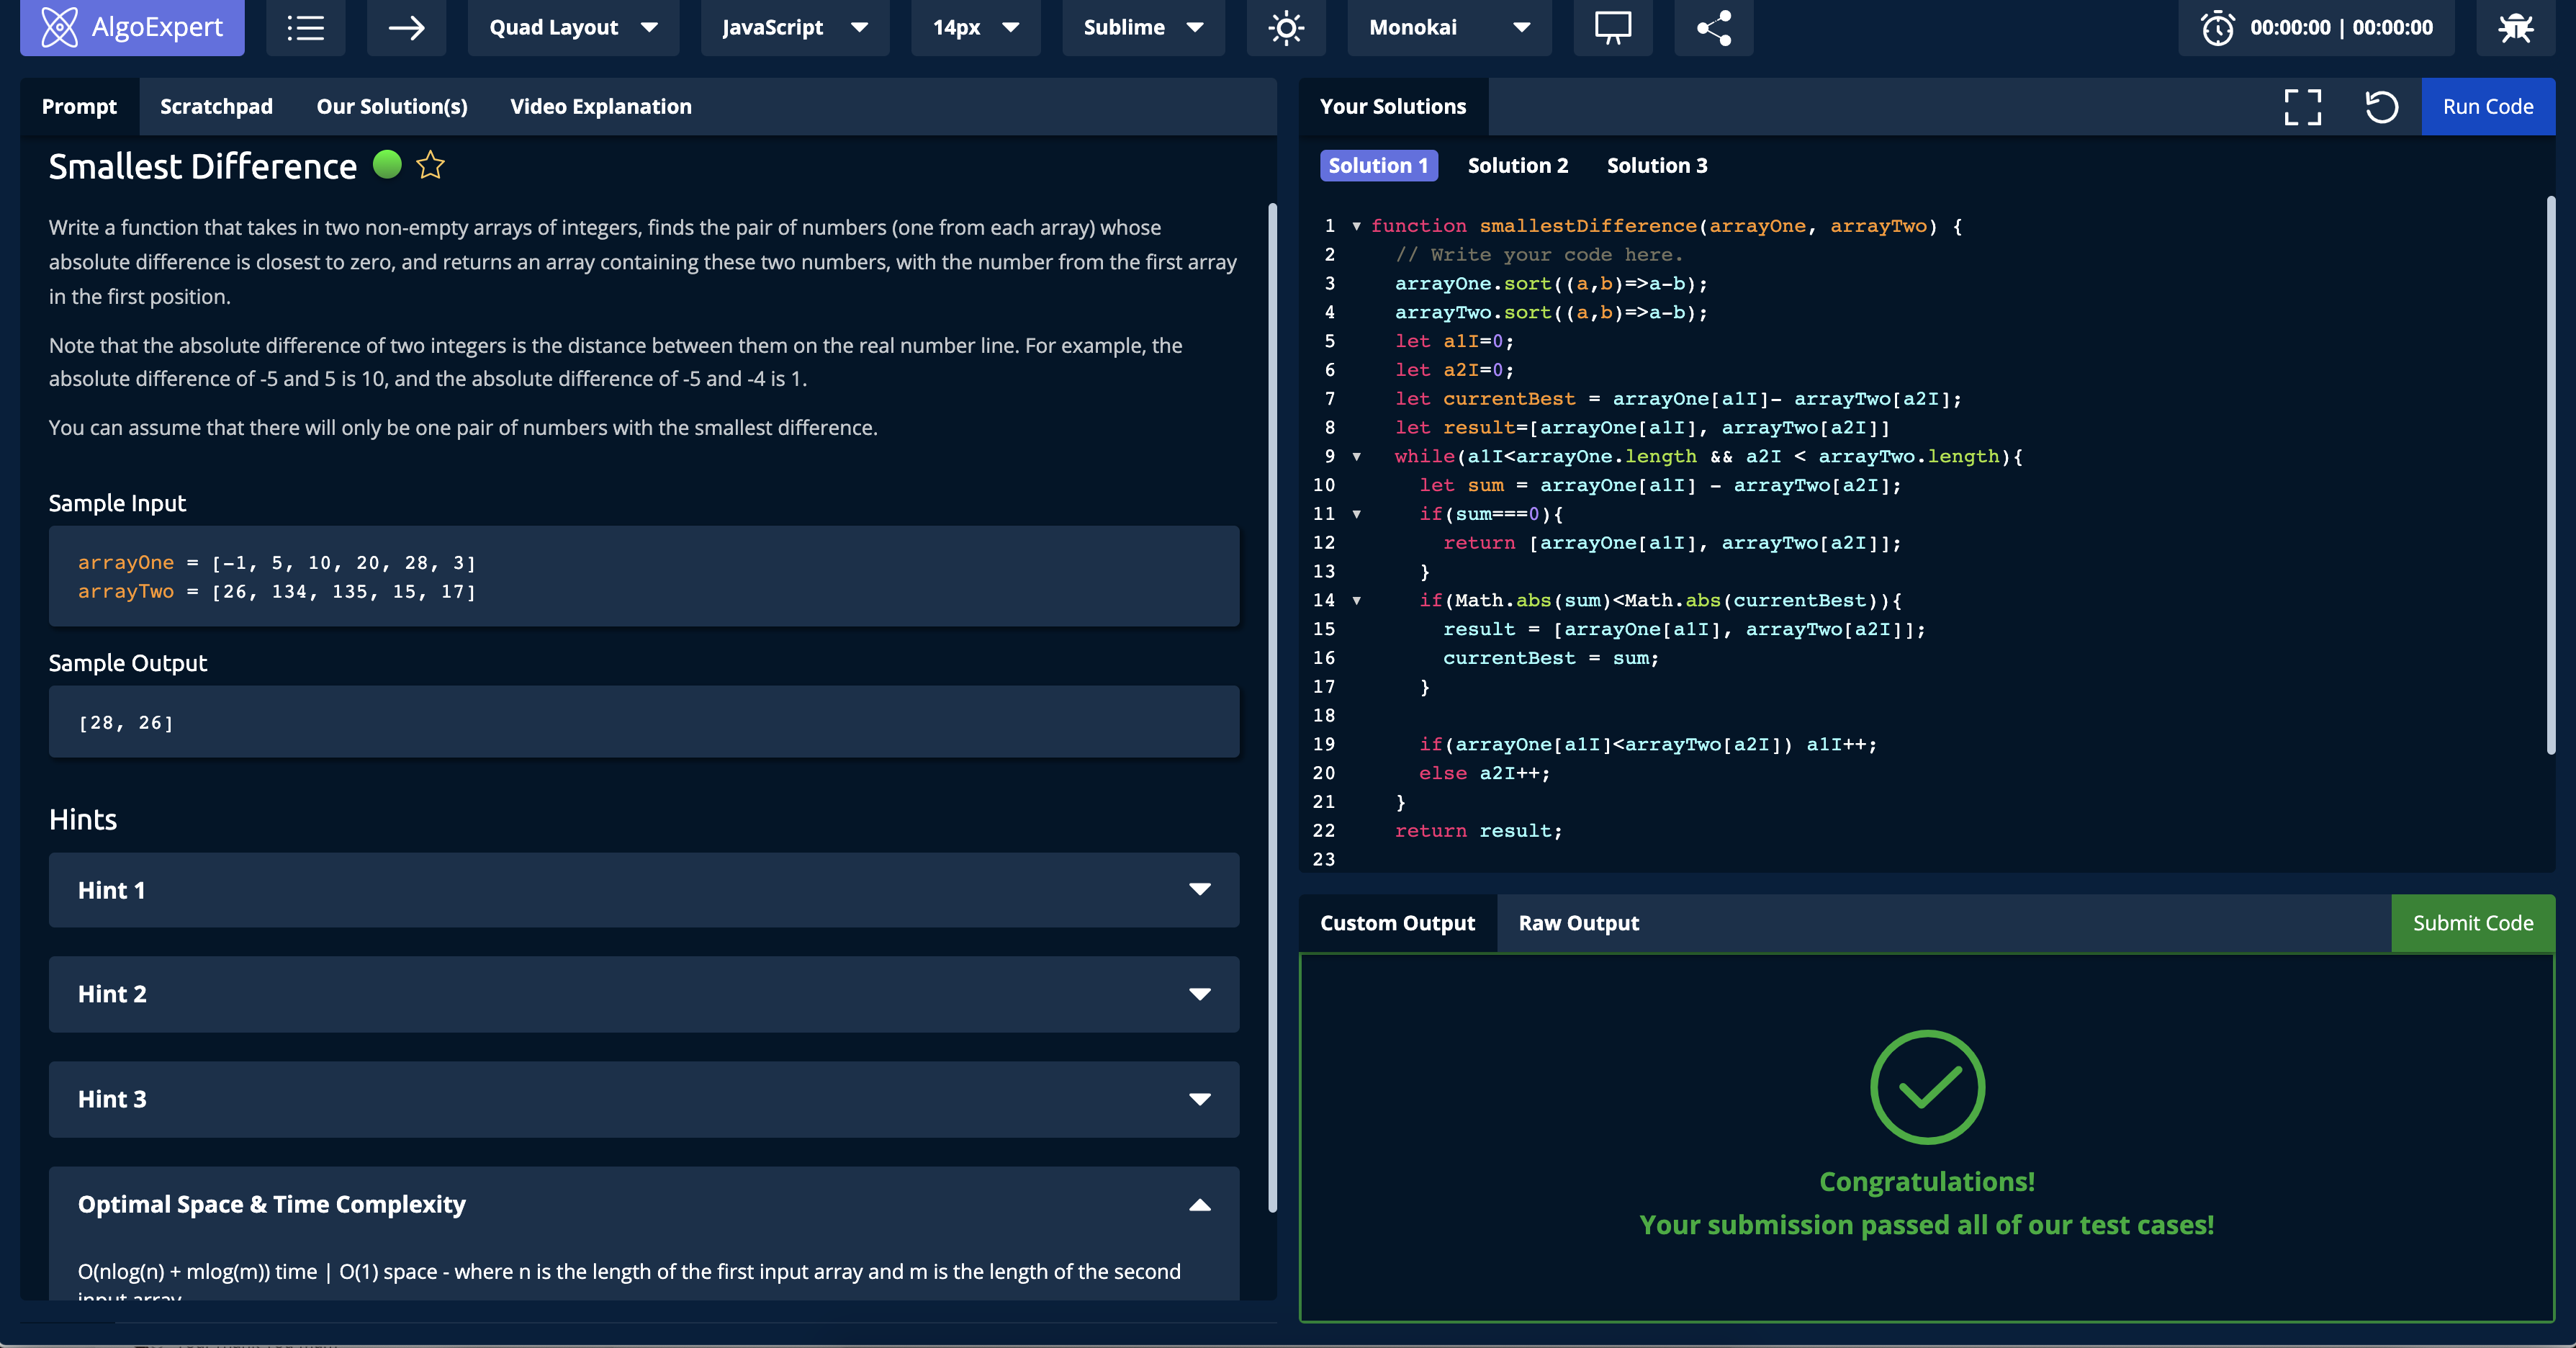 AlgoExpert
Quad Layout
JavaScript
14px
Sublime
Monokai
00:00:00 | 00:00:00
Prompt
Scratchpad
Our Solution(s)
Video Explanation
Smallest Difference
Write a function that takes in two non-empty arrays of integers, finds the pair of numbers (one from each array) whose
absolute difference is closest to zero, and returns an array containing these two numbers, with the number from the first array
in the first position.
Note that the absolute difference of two integers is the distance between them on the real number line. For example, the
absolute difference of -5 and 5 is 10, and the absolute difference of -5 and -4 is 1.
You can assume that there will only be one pair of numbers with the smallest difference.
Sample Input
arrayOne = [-1, 5, 10, 20, 28, 3]
arrayTwo = [26, 134, 135, 15, 17]
Sample Output
[28, 26]
Hints
Hint 1
Hint 2
Hint 3
Optimal Space & Time Complexity
O(nlog(n) + mlog(m)) time | O(1) space - where n is the length of the first input array and m is the length of the second
input array
Your Solutions
Run Code
Solution 1
Solution 2
Solution 3
1 function smallestDifference(arrayOne, arrayTwo) {
2 // Write your code here.
3 arrayOne.sort((a,b)=>a-b);
4 arrayTwo.sort((a,b)=>a-b);
5 let a1I=0;
6 let a2I=0;
7 let currentBest = arrayOne[a1I]- arrayTwo[a2I];
8 let result=[arrayOne[a1I], arrayTwo[a2I]]
9 while(a1I<arrayOne.length && a2I < arrayTwo.length){
10 let sum = arrayOne[a1I] - arrayTwo[a2I];
11 if(sum===0){
12 return [arrayOne[a1I], arrayTwo[a2I]];
13 }
14 if(Math.abs(sum)<Math.abs(currentBest)){
15 result = [arrayOne[a1I], arrayTwo[a2I]];
16 currentBest = sum;
17 }
18
19 if(arrayOne[a1I]<arrayTwo[a2I]) a1I++;
20 else a2I++;
21 }
22 return result;
23
Custom Output
Raw Output
Submit Code
Congratulations!
Your submission passed all of our test cases!